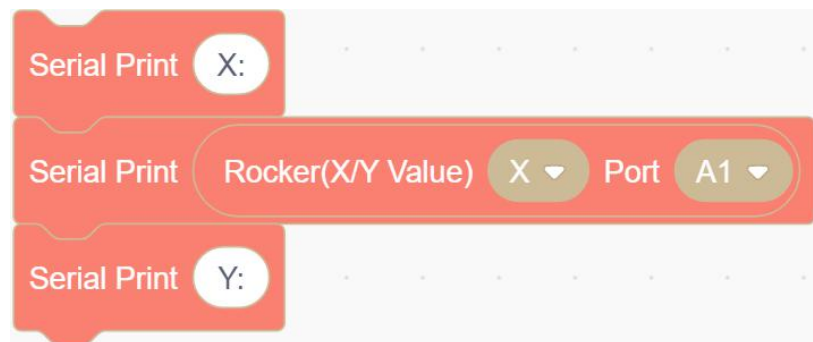 Serial Print X:
Serial Print Rocker(X/Y Value) X Port A1
Serial Print Y: